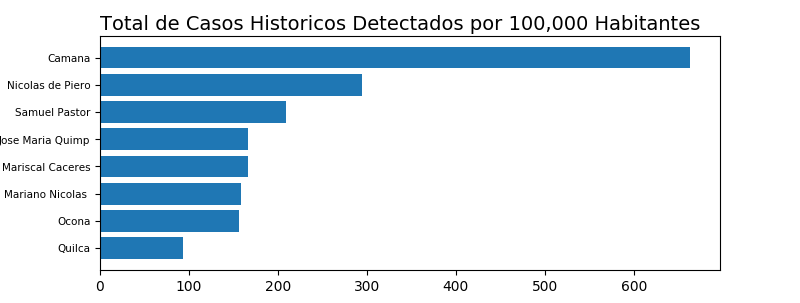 Total de Casos Historicos Detectados por 100,000 Habitantes
Camana
Nicolas de Piero
Samuel Pastor
Jose Maria Quimp
Mariscal Caceres
Mariano Nicolas
Ocona
Quilca
0 100 200 300 400 500 600